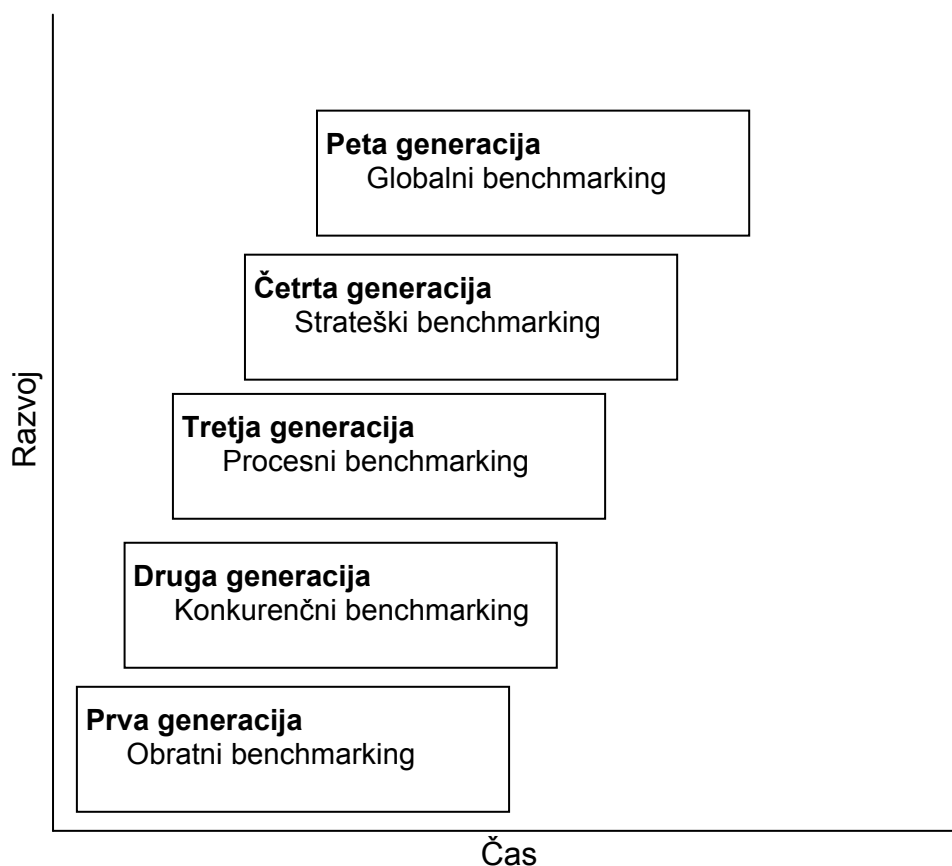 Peta generacija
Globalni benchmarking
Četrta generacija
Strateški benchmarking
Tretja generacija
Procesni benchmarking
Druga generacija
Konkurenčni benchmarking
Prva generacija
Obratni benchmarking
Razvoj
Čas